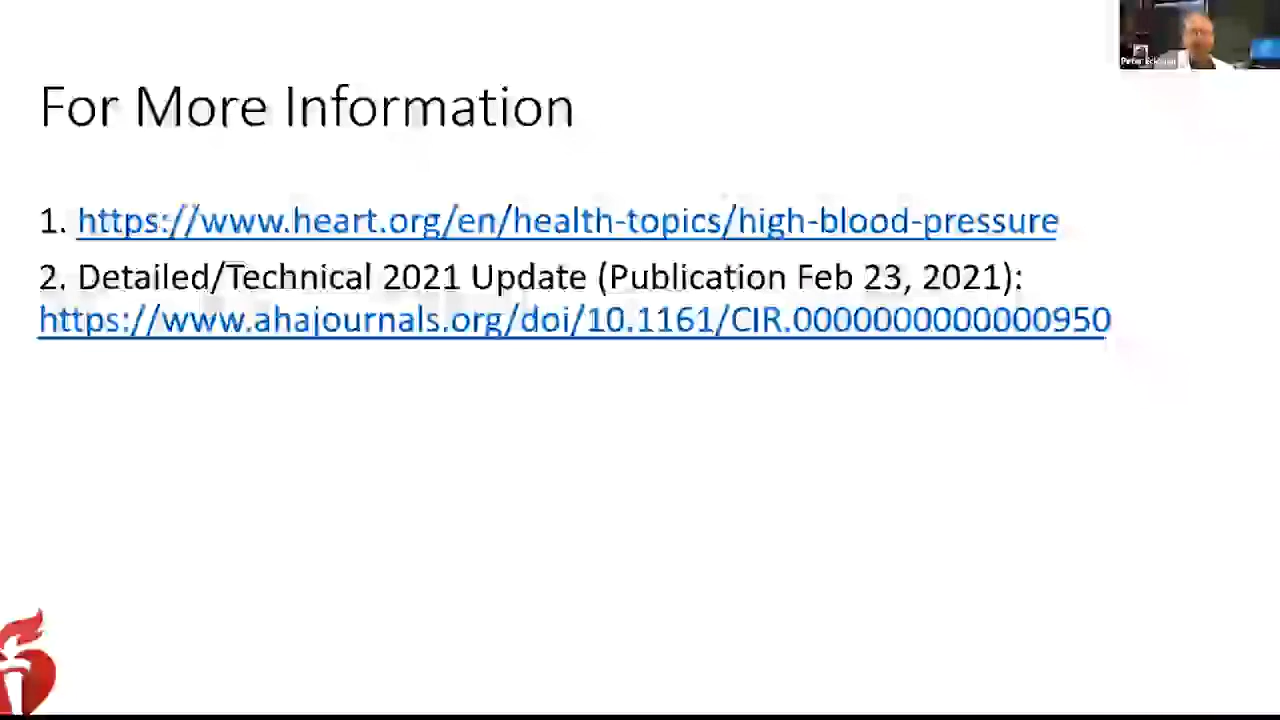 For More Information
1. https://www.heart.org/en/health-topics/high-blood-pressure
2. Detailed/Technical 2021 Update (Publication Feb 23, 2021):
https://www.ahajournals.org/doi/10.1161/CIR.0000000000000950
Peter